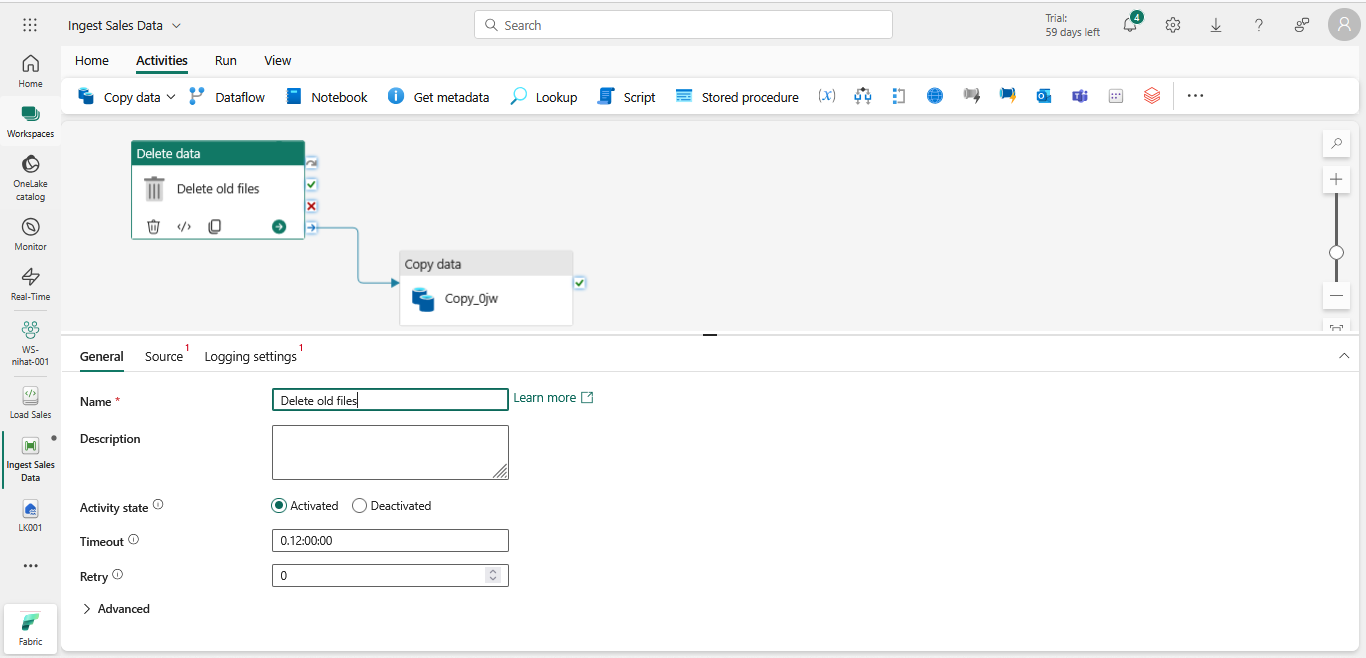 Ingest Sales Data
Search
Trial:
59 days left
4
Home
Activities
Run
View
Copy data
Dataflow
Notebook
Get metadata
Lookup
Script
Stored procedure
(x)
Home
Workspaces
OneLake
catalog
Monitor
Real-Time
WS-
nihat-001
Load Sales
Ingest Sales
Data
LK001
Fabric
Delete data
Delete old files
Copy data
Copy_0jw
General
Source 1
Logging settings 1
Name *
Delete old files
Learn more
Description
Activity state
Activated
Deactivated
Timeout
0.12:00:00
Retry
0
Advanced